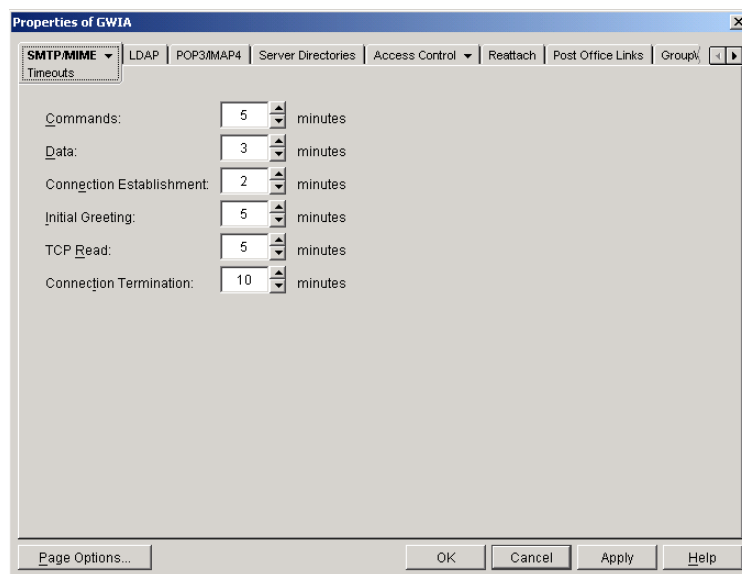 Properties of GWIA
SMTP/MIME LDAP POP3/IMAP4 Server Directories Access Control Reattach Post Office Links
Timeouts
Commands: 5 minutes
Data: 3 minutes
Connection Establishment: 2 minutes
Initial Greeting: 5 minutes
TCP Read: 5 minutes
Connection Termination: 10 minutes
Page Options... OK Cancel Apply Help